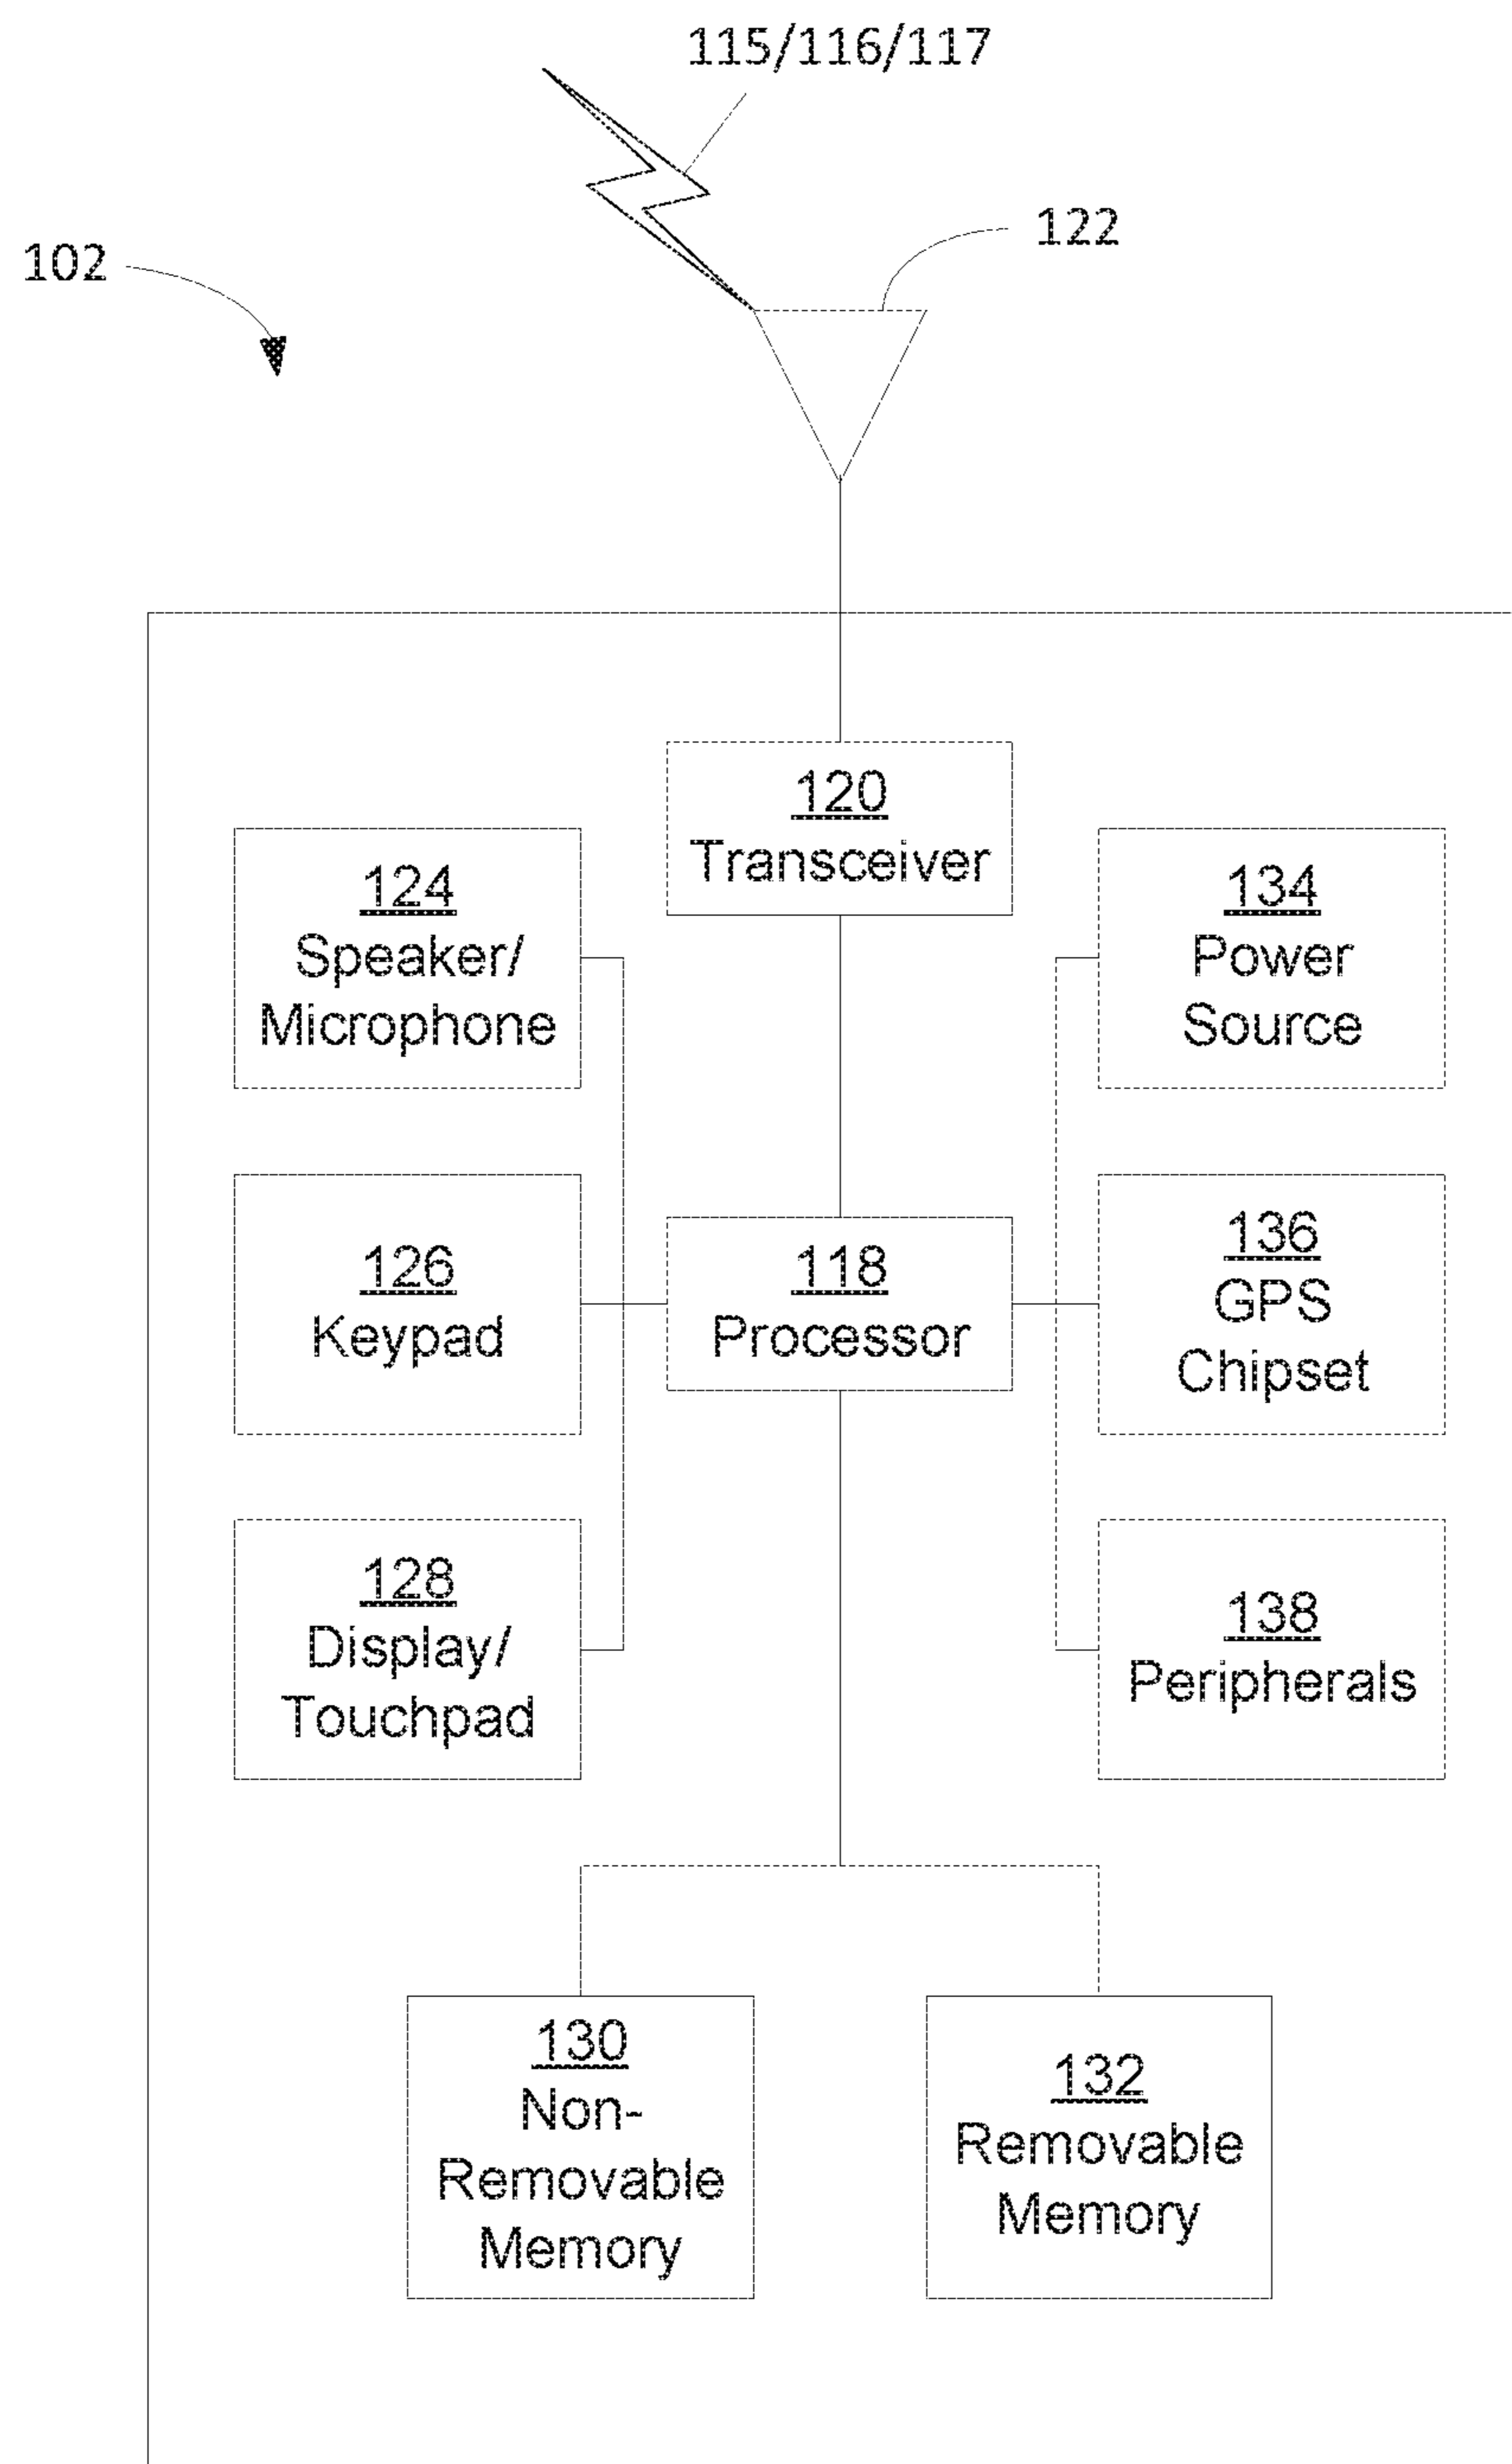 115/116/117
122
102
120
Transceiver
124
Speaker/
Microphone
134
Power
Source
126
Keypad
118
Processor
136
GPS
Chipset
128
Display/
Touchpad
138
Peripherals
130
Non-
Removable
Memory
132
Removable
Memory